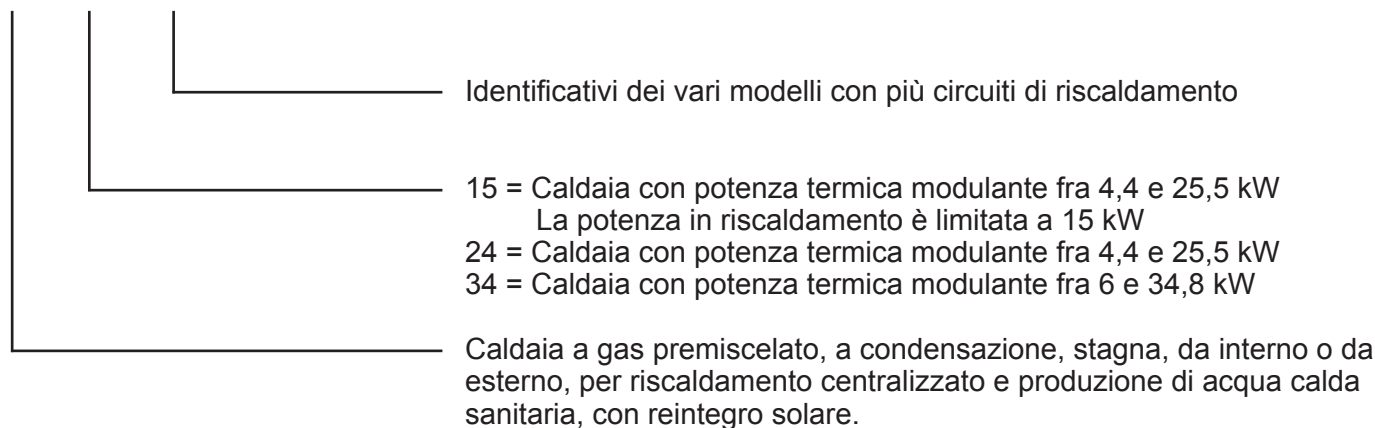 Identificativi dei vari modelli con più circuiti di riscaldamento
15 = Caldaia con potenza termica modulante fra 4,4 e 25,5 kW
La potenza in riscaldamento è limitata a 15 kW
24 = Caldaia con potenza termica modulante fra 4,4 e 25,5 kW
34 = Caldaia con potenza termica modulante fra 6 e 34,8 kW
Caldaia a gas premiscelato, a condensazione, stagna, da interno o da
esterno, per riscaldamento centralizzato e produzione di acqua calda
sanitaria, con reintegro solare.